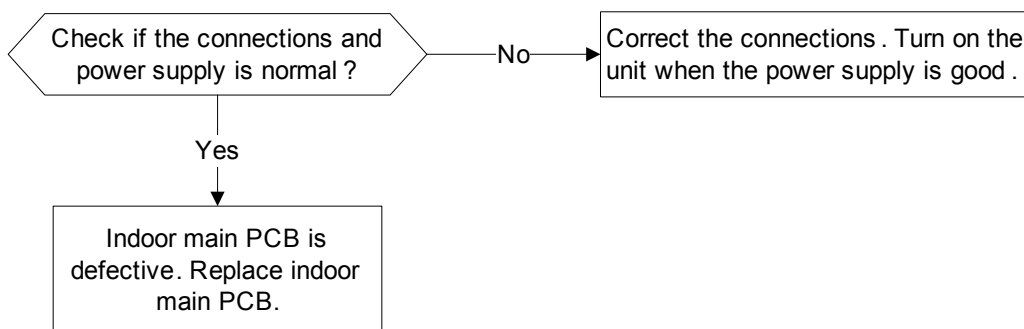 Check if the connections and
power supply is normal ?
No
Correct the connections . Turn on the
unit when the power supply is good .
Yes
Indoor main PCB is
defective. Replace indoor
main PCB.